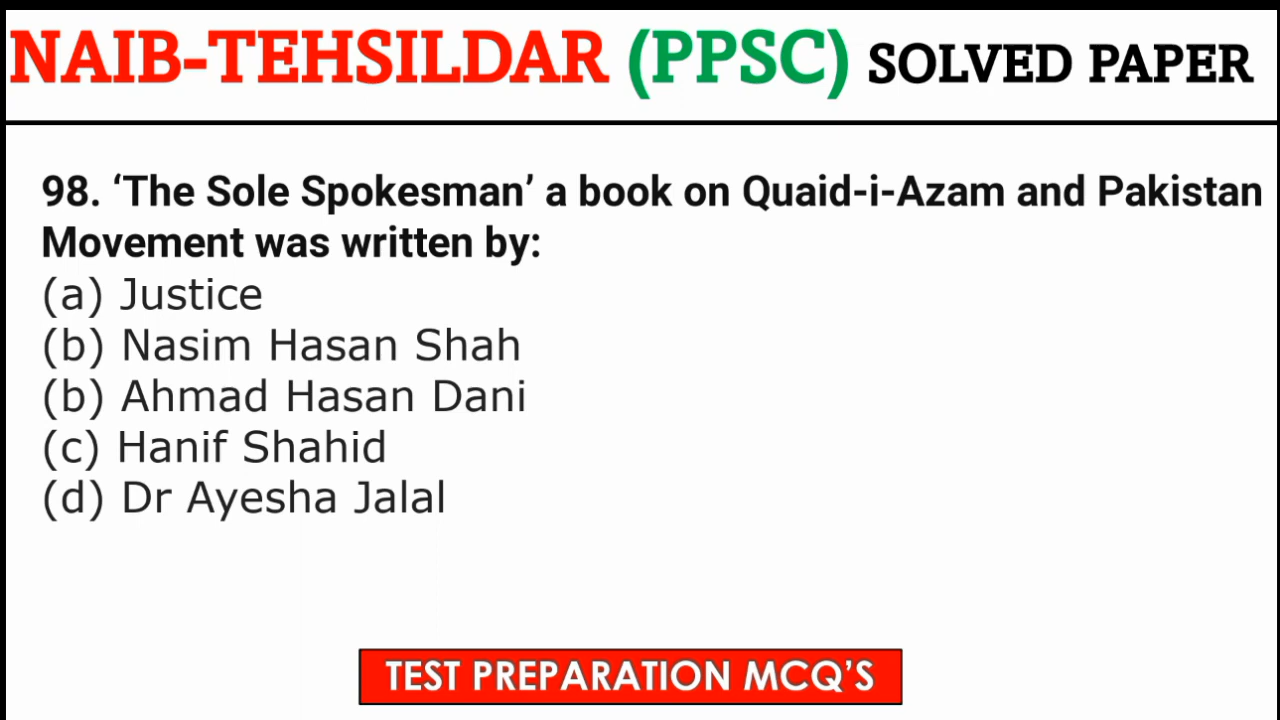 NAIB-TEHSILDAR (PPSC) SOLVED PAPER
98. ‘The Sole Spokesman’ a book on Quaid-i-Azam and Pakistan
Movement was written by:
(a) Justice
(b) Nasim Hasan Shah
(b) Ahmad Hasan Dani
(c) Hanif Shahid
(d) Dr Ayesha Jalal
TEST PREPARATION MCQ’S